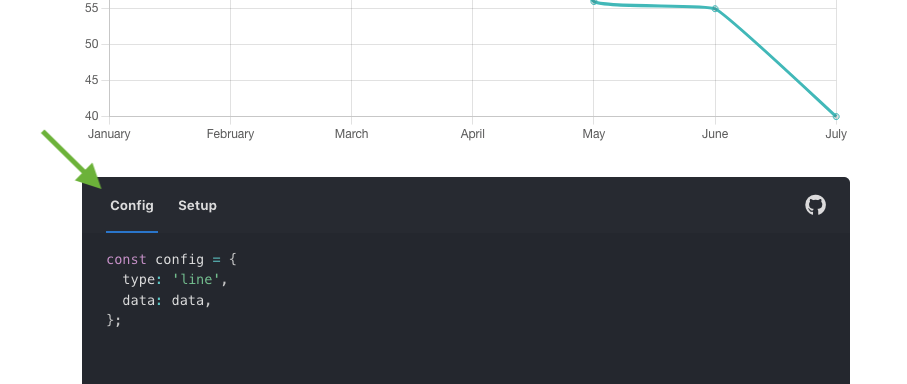 55
50
45
40
January February March April May June July
Config Setup
const config = {
  type: 'line',
  data: data,
};